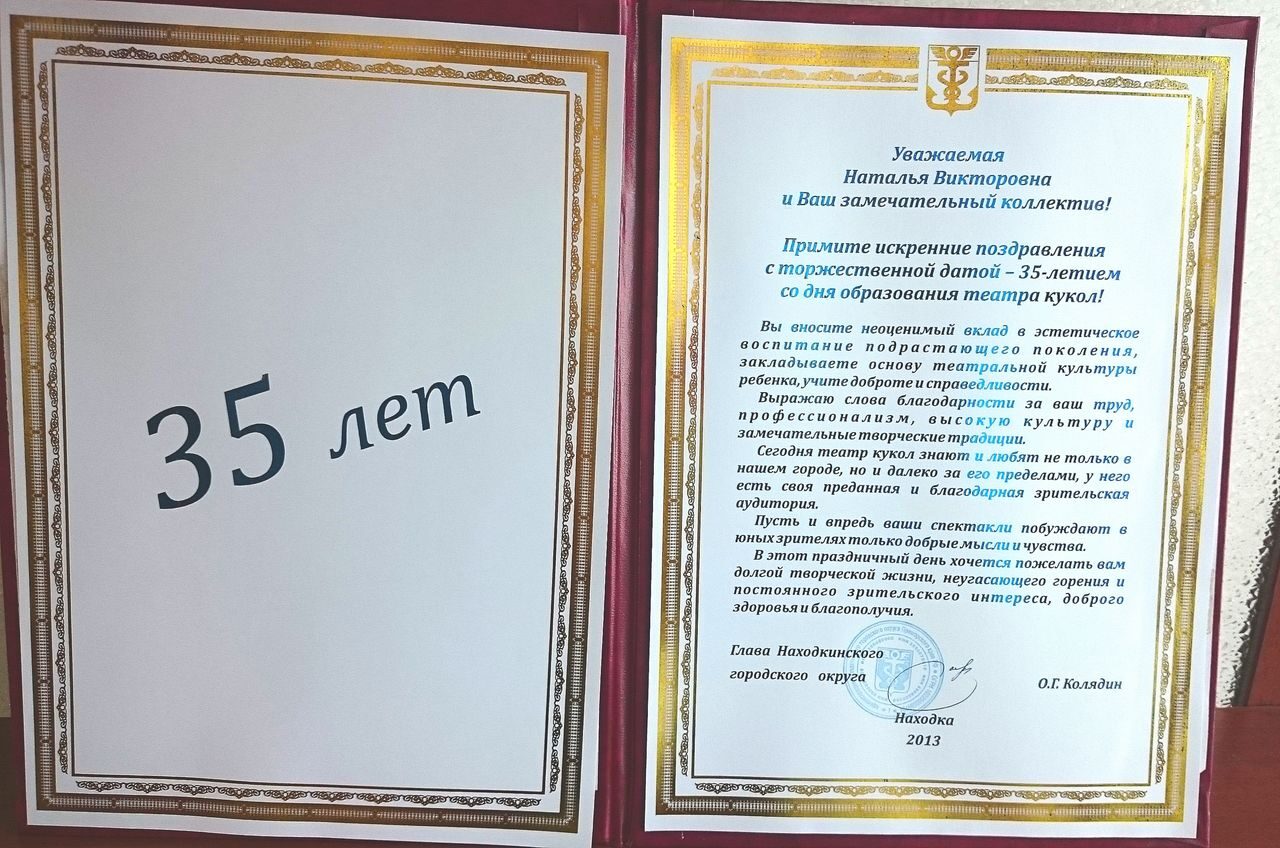 35 лет
Уважаемая
Наталья Викторовна
и Ваш замечательный коллектив!
Примите искренние поздравления
с торжественной датой – 35-летием
со дня образования театра кукол!
Вы вносите неоценимый вклад в эстетическое
воспитание подрастающего поколения,
закладываете основу театральной культуры
ребенка, учите доброте и справедливости.
Выражаю слова благодарности за ваш труд,
профессионализм, высокую культуру и
замечательные творческие традиции.
Сегодня театр кукол знают и любят не только в
нашем городе, но и далеко за его пределами, у него
есть своя преданная и благодарная зрительская
аудитория.
Пусть и впредь ваши спектакли побуждают в
юных зрителях только добрые мысли и чувства.
В этот праздничный день хочется пожелать вам
долгой творческой жизни, неугасающего горения и
постоянного зрительского интереса, доброго
здоровья и благополучия.
Глава Находкинского
городского округа
О.Г. Колядин
Находка
2013